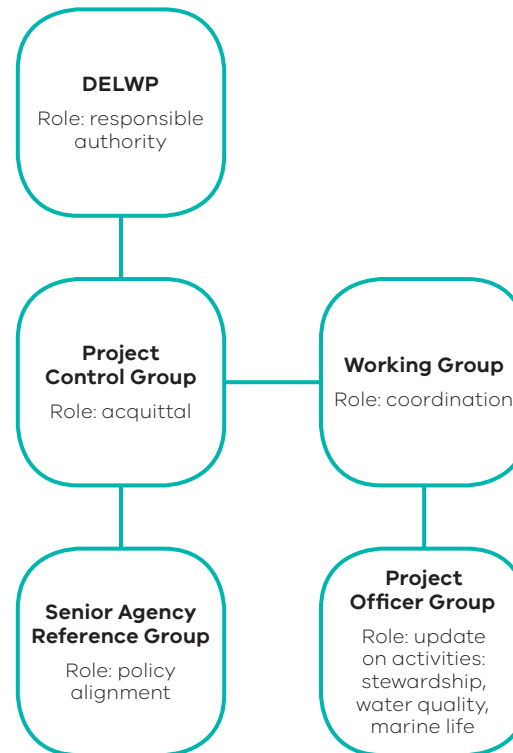 DELWP
Role: responsible
authority
Project
Control Group
Role: acquittal
Working Group
Role: coordination
Senior Agency
Reference Group
Role: policy
alignment
Project
Officer Group
Role: update
on activities:
stewardship,
water quality,
marine life